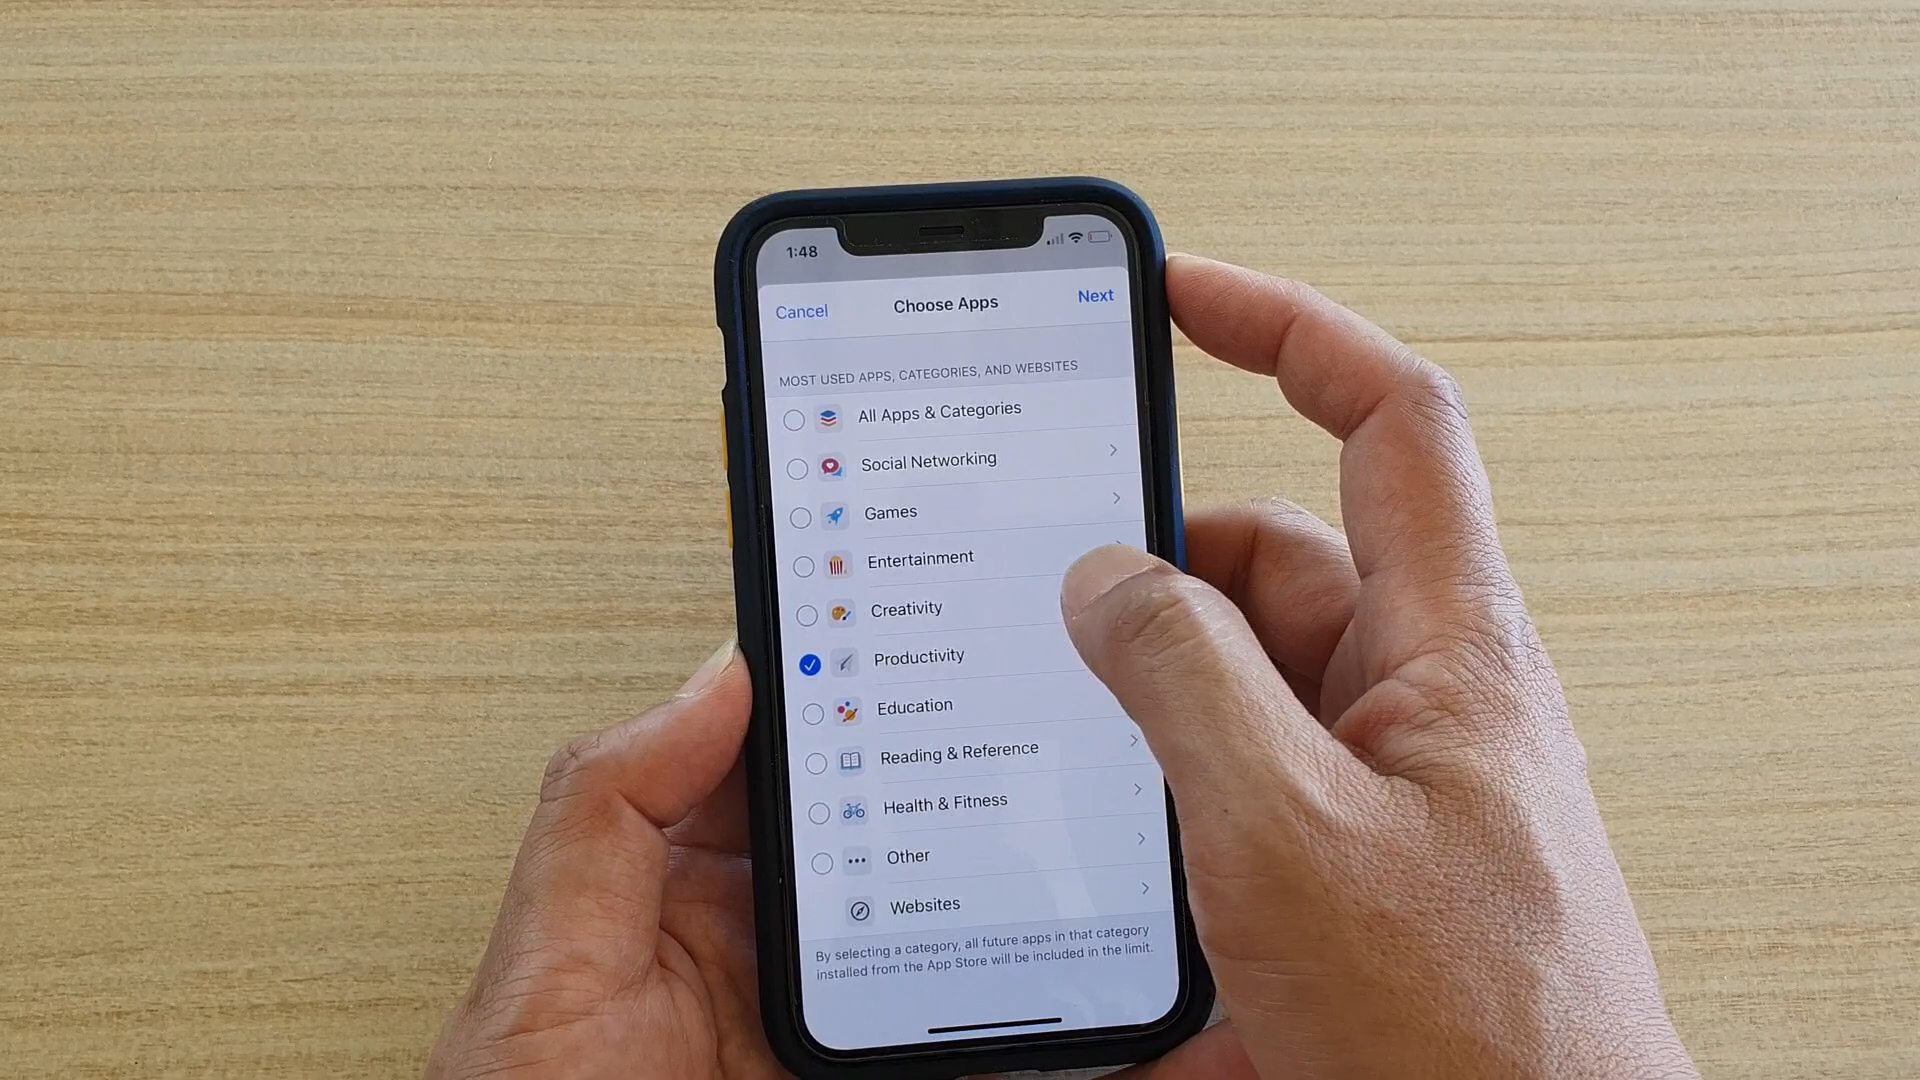 1:48
Cancel Choose Apps Next
MOST USED APPS, CATEGORIES, AND WEBSITES
All Apps & Categories
Social Networking
Games
Entertainment
Creativity
Productivity
Education
Reading & Reference
Health & Fitness
Other
Websites
By selecting a category, all future apps in that category
installed from the App Store will be included in the limit.